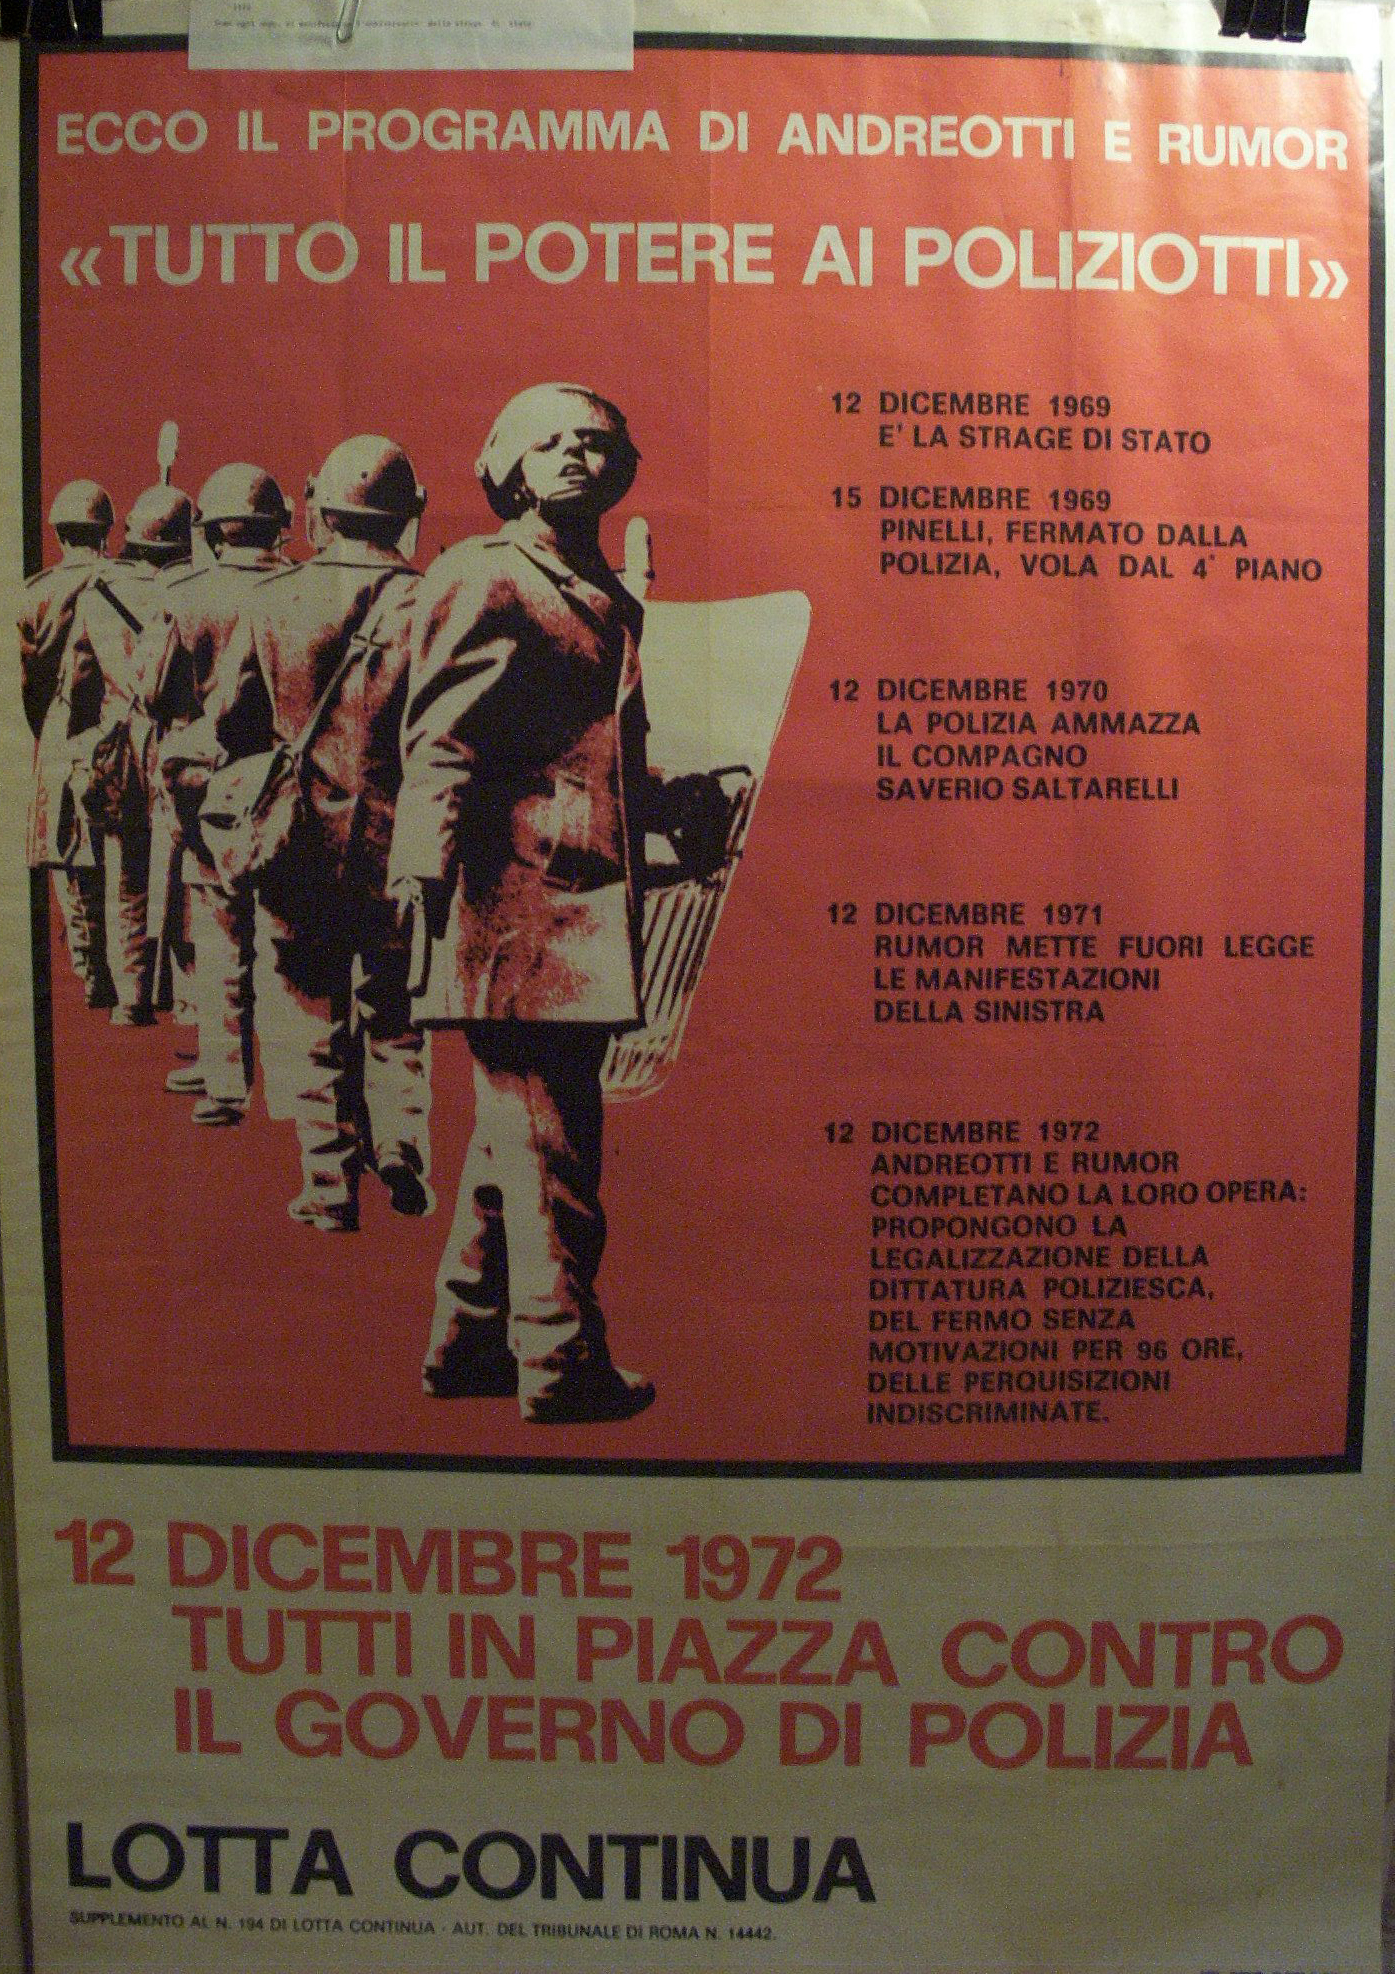 ECCO IL PROGRAMMA DI ANDREOTTI E RUMOR
«TUTTO IL POTERE AI POLIZIOTTI»
12 DICEMBRE 1969
E' LA STRAGE DI STATO
15 DICEMBRE 1969
PINELLI, FERMATO DALLA
POLIZIA, VOLA DAL 4° PIANO
12 DICEMBRE 1970
LA POLIZIA AMMAZZA
IL COMPAGNO
SAVERIO SALTARELLI
12 DICEMBRE 1971
RUMOR METTE FUORI LEGGE
LE MANIFESTAZIONI
DELLA SINISTRA
12 DICEMBRE 1972
ANDREOTTI E RUMOR
COMPLETANO LA LORO OPERA:
PROPONGONO LA
LEGALIZZAZIONE DELLA
DITTATURA POLIZIESCA,
DEL FERMO SENZA
MOTIVAZIONI PER 96 ORE,
DELLE PERQUISIZIONI
INDISCRIMINATE.
12 DICEMBRE 1972
TUTTI IN PIAZZA CONTRO
IL GOVERNO DI POLIZIA
LOTTA CONTINUA
SUPPLEMENTO AL N. 194 DI LOTTA CONTINUA - AUT. DEL TRIBUNALE DI ROMA N. 14442.